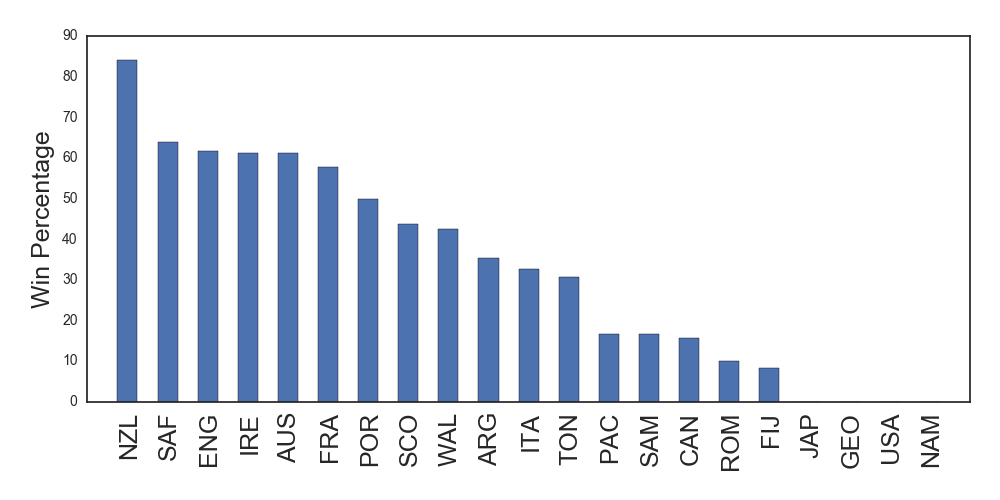 90
80
70
60
50
40
30
20
10
0
Win Percentage
NZL
SAF
ENG
IRE
AUS
FRA
POR
SCO
WAL
ARG
ITA
TON
PAC
SAM
CAN
ROM
FIJ
JAP
GEO
USA
NAM